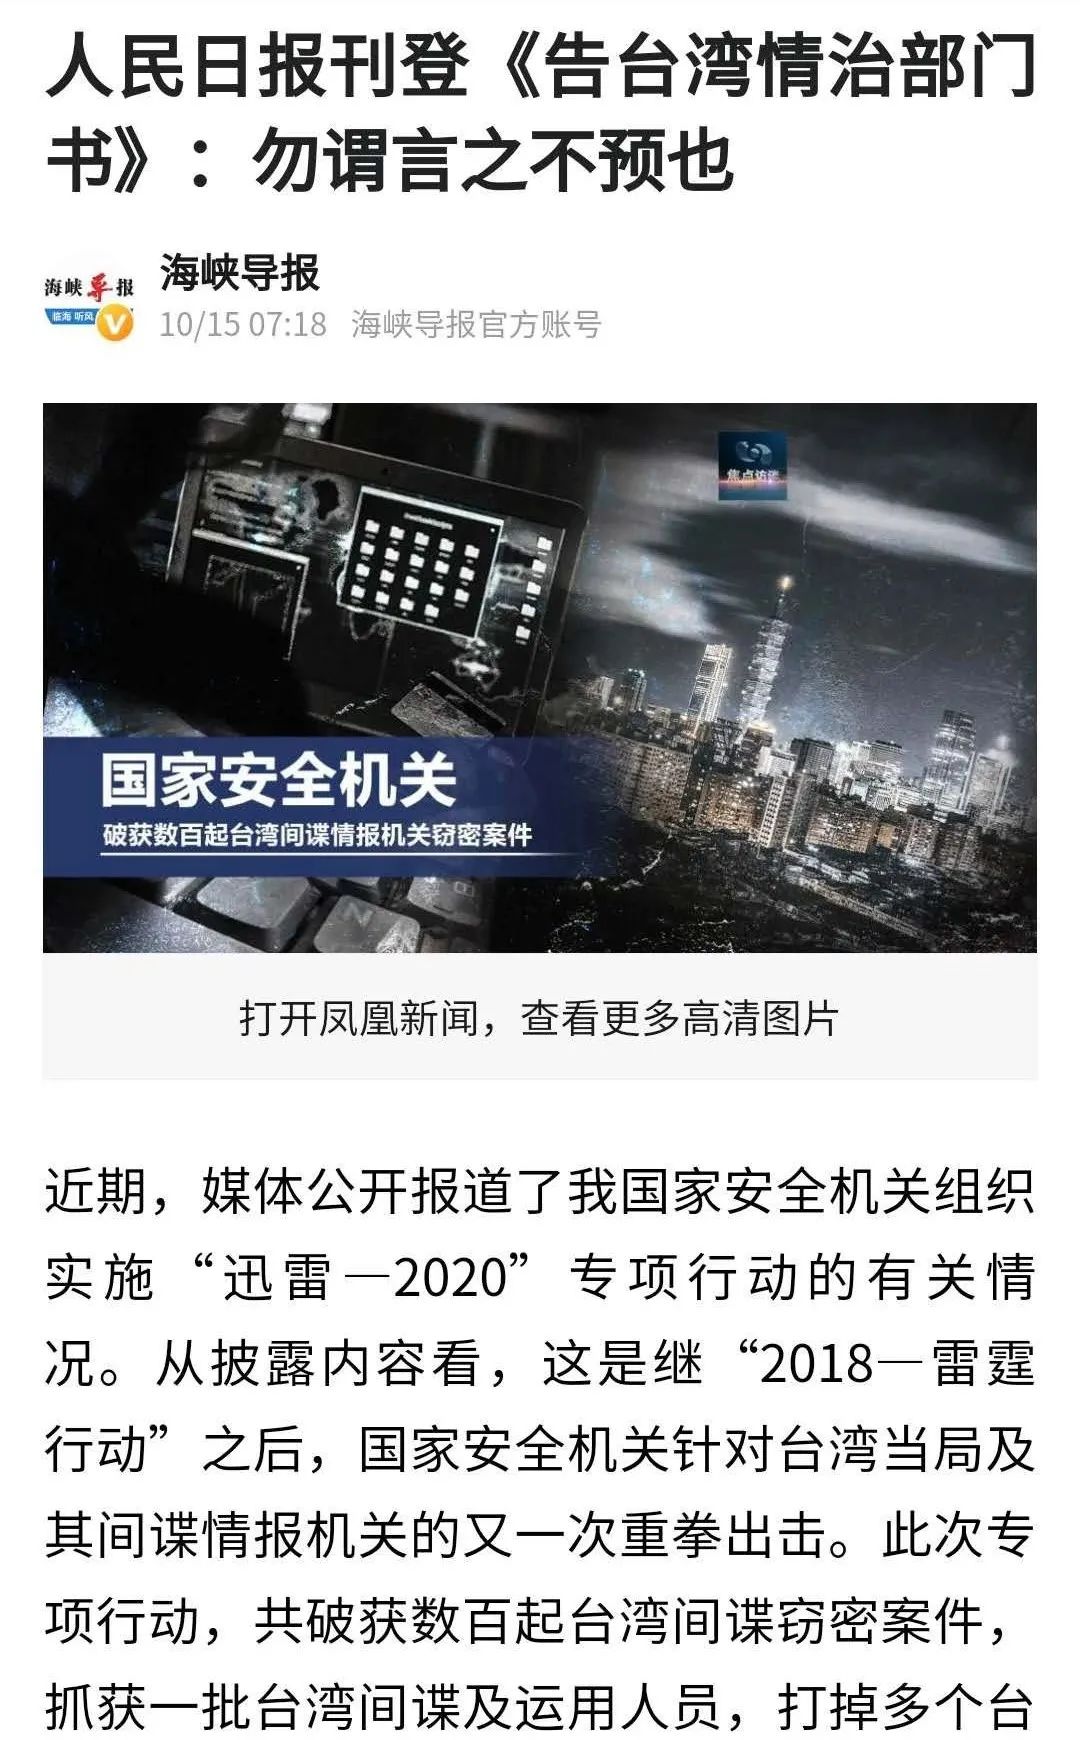 人民日报刊登《告台湾情治部门
书》：勿谓言之不预也
海峡导报
临海 听风
海峡导报
10/15 07:18 海峡导报官方账号
焦点访谈
国家安全机关
破获数百起台湾间谍情报机关窃密案件
打开凤凰新闻，查看更多高清图片
近期，媒体公开报道了我国家安全机关组织
实施“迅雷—2020”专项行动的有关情
况。从披露内容看，这是继“2018—雷霆
行动”之后，国家安全机关针对台湾当局及
其间谍情报机关的又一次重拳出击。此次专
项行动，共破获数百起台湾间谍窃密案件，
抓获一批台湾间谍及运用人员，打掉多个台